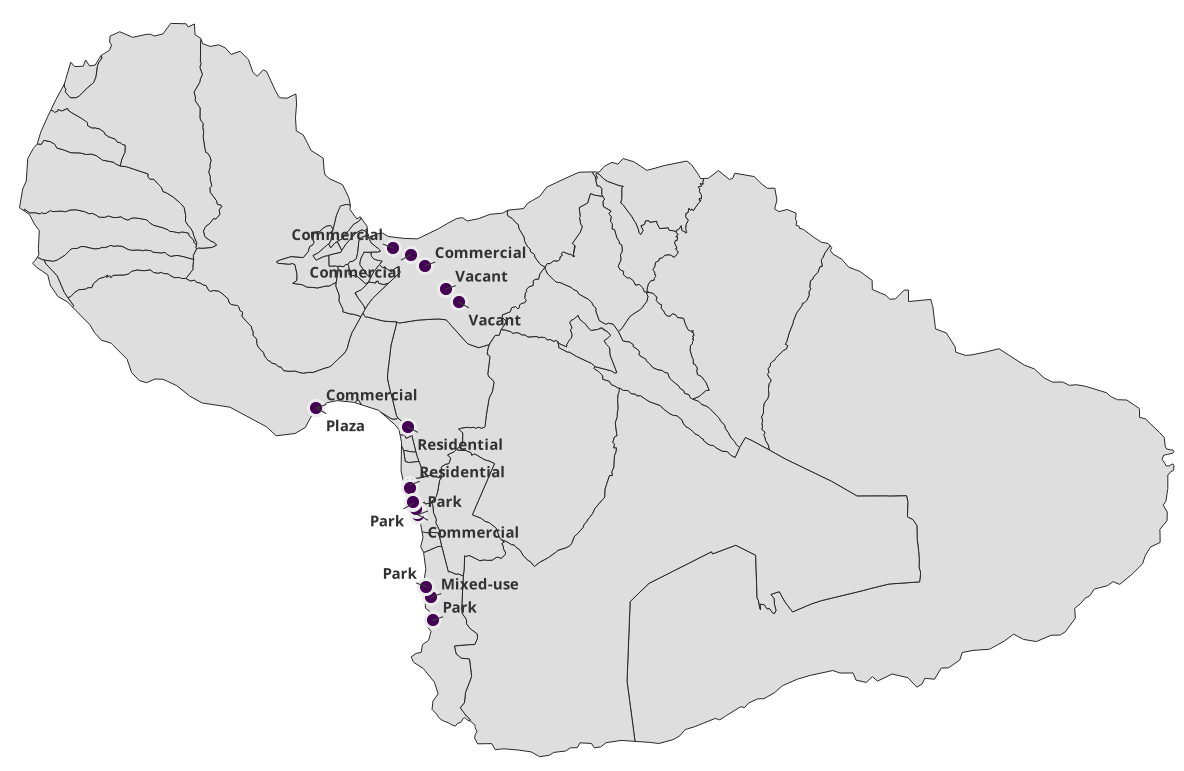 Commercial
Commercial
Commercial
Vacant
Vacant
Commercial
Plaza
Residential
Residential
Park
Park
Commercial
Park
Mixed-use
Park